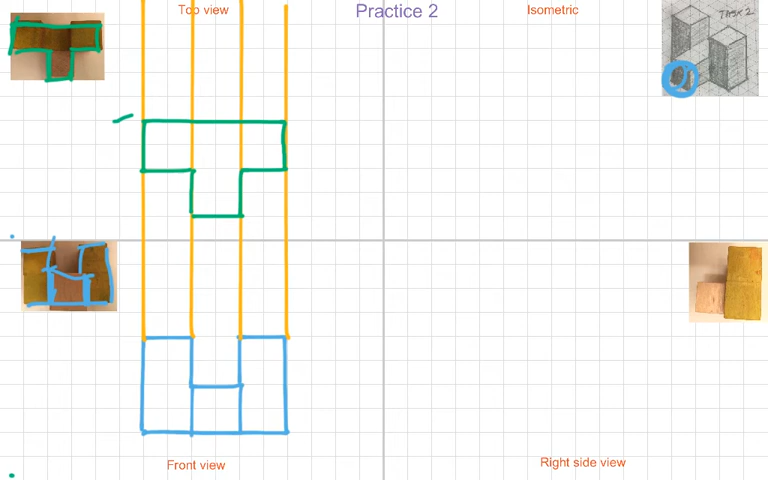 Top view
Practice 2
Isometric
TASK 2
Front view
Right side view